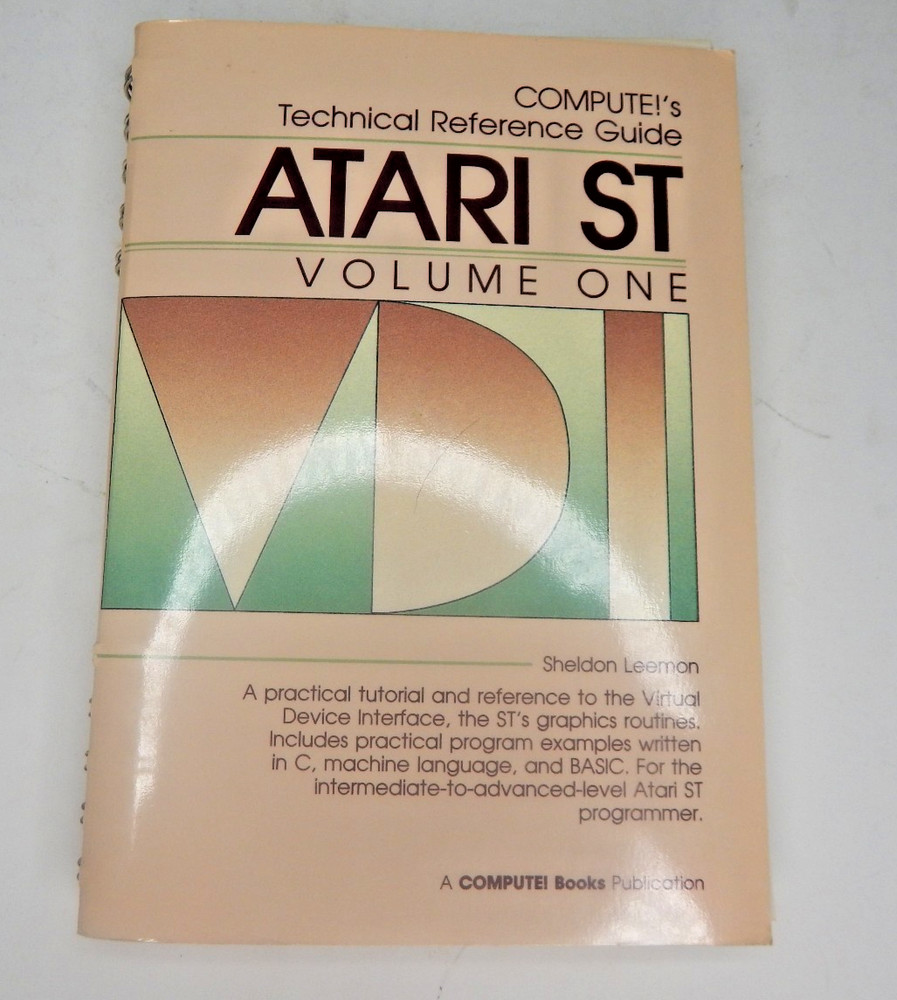 COMPUTE!'s
Technical Reference Guide
ATARI ST
VOLUME ONE
VDI
Sheldon Leemon
A practical tutorial and reference to the Virtual
Device Interface, the ST's graphics routines.
Includes practical program examples written
in C, machine language, and BASIC. For the
intermediate-to-advanced-level Atari ST
programmer.
A COMPUTE! Books Publication